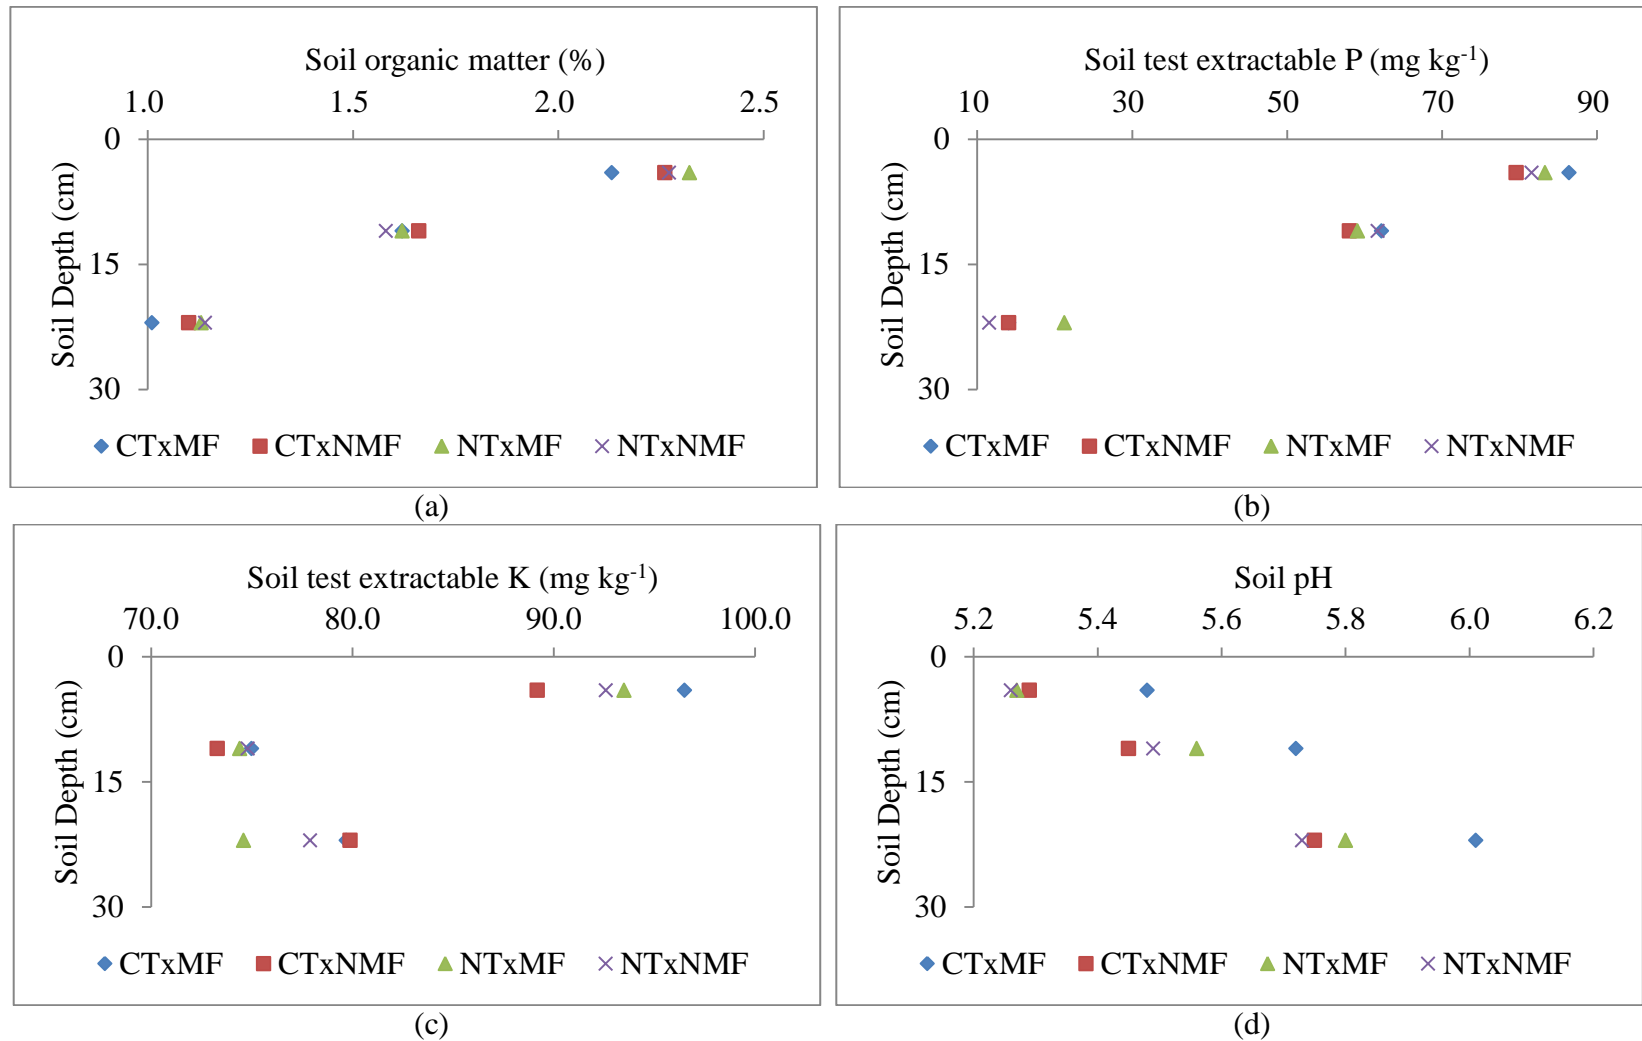 Soil organic matter (%)
1.0 1.5 2.0 2.5
0
15
30
Soil Depth (cm)
CTxMF CTxNMF NTxMF NTxNMF
(a)
Soil test extractable P (mg kg-1)
10 30 50 70 90
0
15
30
Soil Depth (cm)
CTxMF CTxNMF NTxMF NTxNMF
(b)
Soil test extractable K (mg kg-1)
70.0 80.0 90.0 100.0
0
15
30
Soil Depth (cm)
CTxMF CTxNMF NTxMF NTxNMF
(c)
Soil pH
5.2 5.4 5.6 5.8 6.0 6.2
0
15
30
Soil Depth (cm)
CTxMF CTxNMF NTxMF NTxNMF
(d)